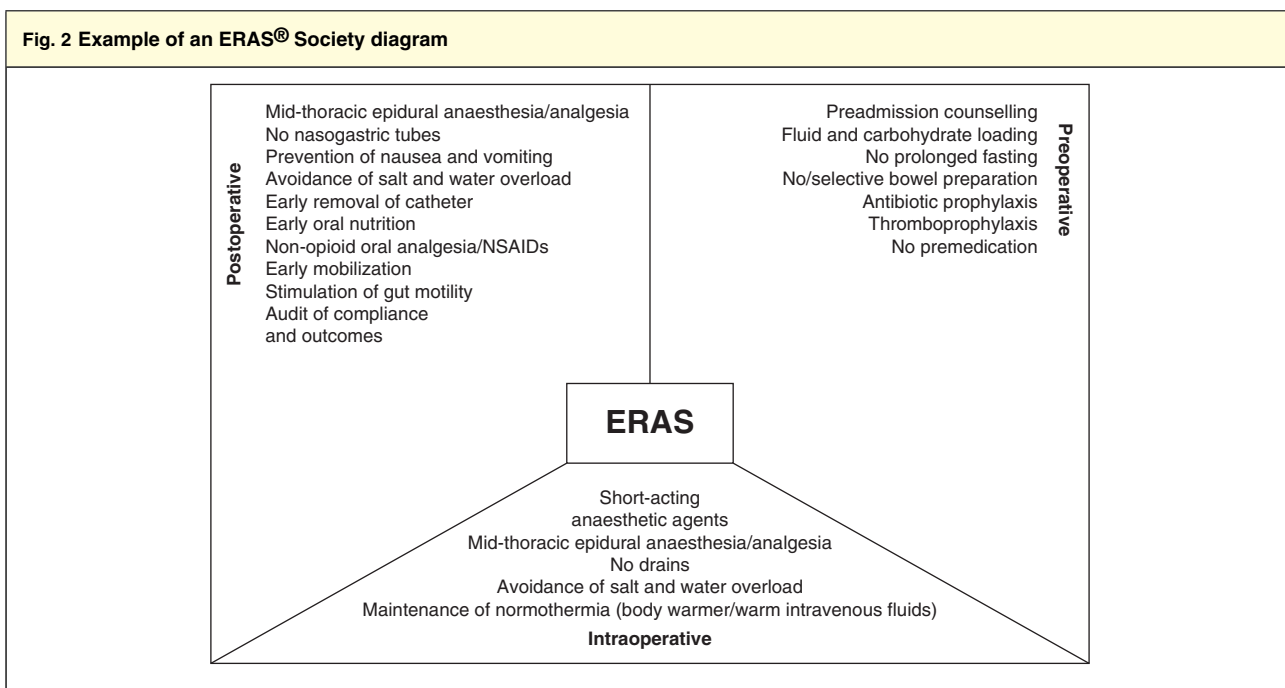 Fig. 2 Example of an ERAS® Society diagram
Postoperative
Mid-thoracic epidural anaesthesia/analgesia
No nasogastric tubes
Prevention of nausea and vomiting
Avoidance of salt and water overload
Early removal of catheter
Early oral nutrition
Non-opioid oral analgesia/NSAIDs
Early mobilization
Stimulation of gut motility
Audit of compliance
and outcomes
Preadmission counselling
Fluid and carbohydrate loading
No prolonged fasting
No/selective bowel preparation
Antibiotic prophylaxis
Thromboprophylaxis
No premedication
Preoperative
ERAS
Short-acting
anaesthetic agents
Mid-thoracic epidural anaesthesia/analgesia
No drains
Avoidance of salt and water overload
Maintenance of normothermia (body warmer/warm intravenous fluids)
Intraoperative